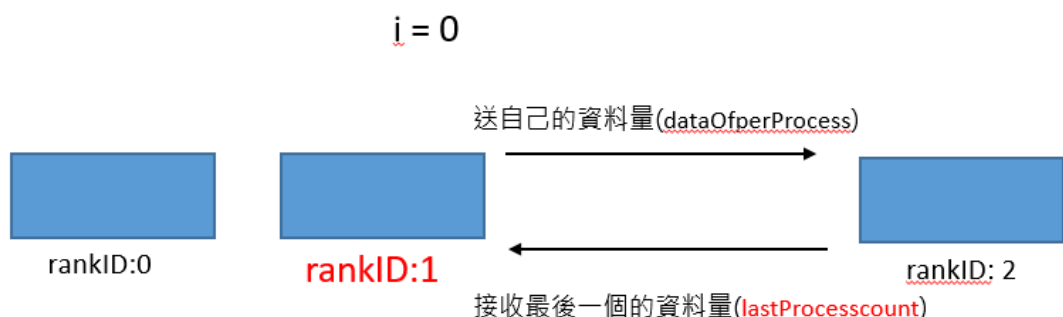 i = 0
送自己的資料量(dataOfperProcess)
rankID:0
rankID:1
rankID: 2
接收最後一個的資料量(lastProcesscount)